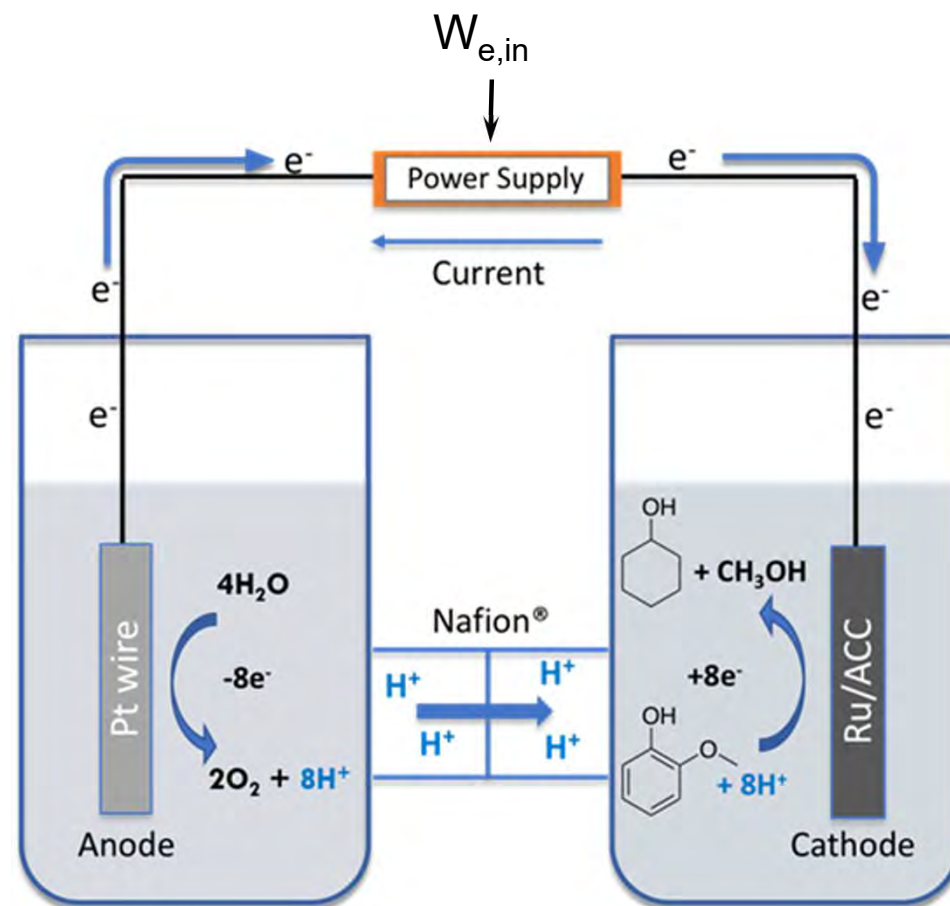 W_e,in
e⁻
Power Supply
e⁻
Current
e⁻
e⁻
e⁻
e⁻
4H₂O
-8e⁻
2O₂ + 8H⁺
Pt wire
Anode
Nafion®
H⁺
H⁺
H⁺
H⁺
OH
+ CH₃OH
+8e⁻
OH
O
+ 8H⁺
Ru/ACC
Cathode